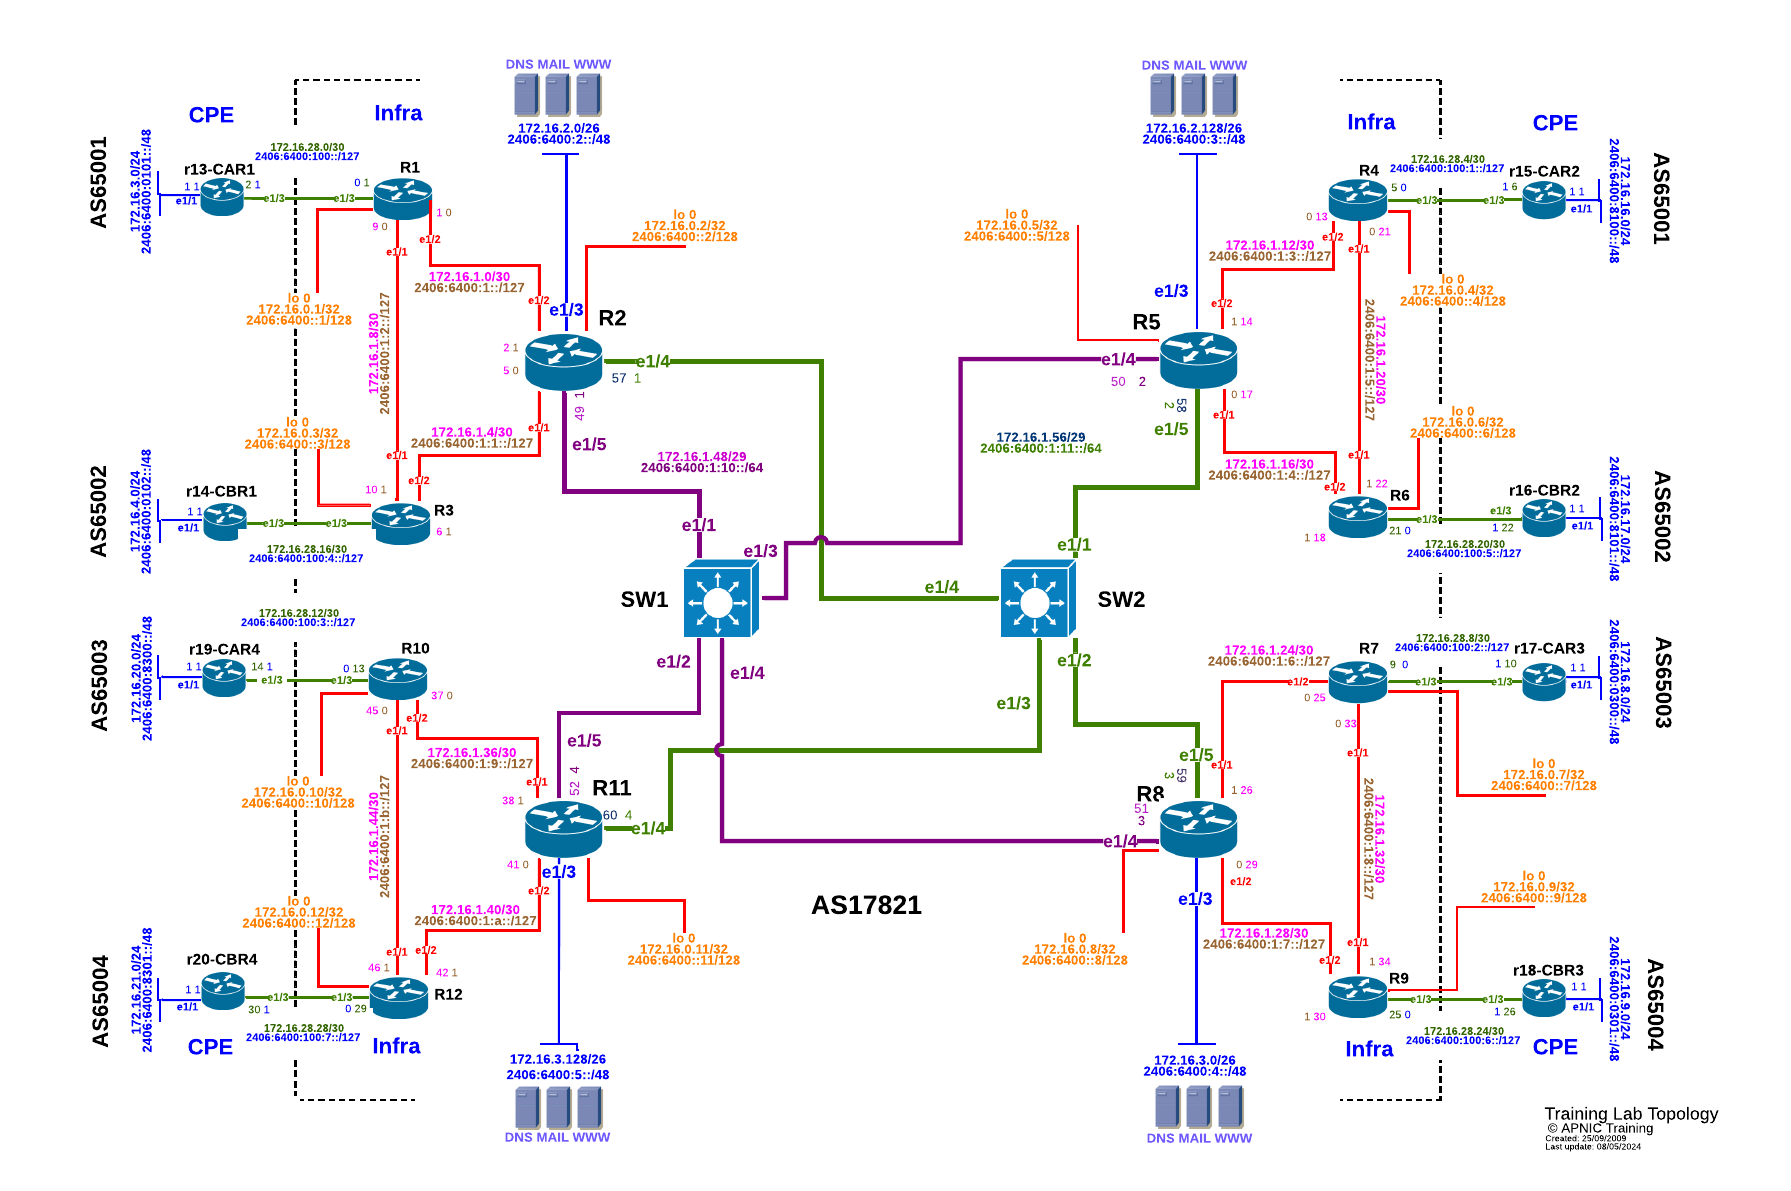 DNS MAIL WWW
172.16.2.0/26
2406:6400:2::/48
DNS MAIL WWW
172.16.2.128/26
2406:6400:3::/48
CPE
Infra
AS65001
172.16.3.0/24
2406:6400:0101::/48
r13-CAR1
1 1
e1/1
2 1
e1/3
172.16.28.0/30
2406:6400:100::/127
e1/3
0 1
R1
1 0
9 0
e1/2
e1/1
172.16.1.0/30
2406:6400:1::/127
lo 0
172.16.0.1/32
2406:6400::1/128
172.16.1.8/30
2406:6400:1:2::/127
lo 0
172.16.0.2/32
2406:6400::2/128
e1/2
e1/3
R2
2 1
5 0
e1/4
57 1
49 1
e1/1
e1/5
172.16.1.4/30
2406:6400:1:1::/127
lo 0
172.16.0.3/32
2406:6400::3/128
e1/1
e1/2
10 1
R3
6 1
AS65002
172.16.4.0/24
2406:6400:0102::/48
r14-CBR1
1 1
e1/1
e1/3
e1/3
172.16.28.16/30
2406:6400:100:4::/127
172.16.1.48/29
2406:6400:1:10::/64
172.16.1.56/29
2406:6400:1:11::/64
lo 0
172.16.0.5/32
2406:6400::5/128
e1/3
R5
e1/4
50 2
58
2
e1/5
1 14
e1/2
0 17
e1/1
172.16.1.12/30
2406:6400:1:3::/127
172.16.1.16/30
2406:6400:1:4::/127
Infra
CPE
R4
5 0
0 13
0 21
e1/2
e1/1
e1/3
172.16.28.4/30
2406:6400:100:1::/127
e1/3
1 6
r15-CAR2
1 1
e1/1
172.16.16.0/24
2406:6400:8100::/48
AS65001
lo 0
172.16.0.4/32
2406:6400::4/128
172.16.1.20/30
2406:6400:1:5::/127
lo 0
172.16.0.6/32
2406:6400::6/128
e1/1
e1/2
1 22
R6
1 18
21 0
e1/3
172.16.28.20/30
2406:6400:100:5::/127
e1/3
1 22
r16-CBR2
1 1
e1/1
172.16.17.0/24
2406:6400:8101::/48
AS65002
e1/1
e1/3
SW1
e1/2
e1/4
e1/1
e1/4
SW2
e1/3
e1/2
AS65003
172.16.20.0/24
2406:6400:8300::/48
r19-CAR4
1 1
e1/1
14 1
e1/3
172.16.28.12/30
2406:6400:100:3::/127
e1/3
0 13
R10
37 0
45 0
e1/2
e1/1
172.16.1.36/30
2406:6400:1:9::/127
lo 0
172.16.0.10/32
2406:6400::10/128
172.16.1.44/30
2406:6400:1:b::/127
e1/5
52 4
e1/1
R11
38 1
60 4
e1/4
41 0
e1/3
e1/2
172.16.1.40/30
2406:6400:1:a::/127
lo 0
172.16.0.11/32
2406:6400::11/128
lo 0
172.16.0.12/32
2406:6400::12/128
e1/1
e1/2
46 1
42 1
R12
AS65004
172.16.21.0/24
2406:6400:8301::/48
r20-CBR4
1 1
e1/1
30 1
e1/3
e1/3
0 29
172.16.28.28/30
2406:6400:100:7::/127
CPE
Infra
172.16.3.128/26
2406:6400:5::/48
DNS MAIL WWW
AS17821
e1/5
59
3
R8
51
3
e1/4
e1/1
1 26
0 29
e1/2
e1/3
lo 0
172.16.0.8/32
2406:6400::8/128
172.16.1.24/30
2406:6400:1:6::/127
172.16.1.28/30
2406:6400:1:7::/127
R7
9 0
e1/2
0 25
0 33
e1/1
e1/3
172.16.28.8/30
2406:6400:100:2::/127
e1/3
1 10
r17-CAR3
1 1
e1/1
172.16.8.0/24
2406:6400:0300::/48
AS65003
lo 0
172.16.0.7/32
2406:6400::7/128
172.16.1.32/30
2406:6400:1:8::/127
lo 0
172.16.0.9/32
2406:6400::9/128
e1/1
e1/2
1 34
R9
1 30
25 0
e1/3
172.16.28.24/30
2406:6400:100:6::/127
e1/3
1 26
r18-CBR3
1 1
e1/1
172.16.9.0/24
2406:6400:0301::/48
AS65004
Infra
CPE
172.16.3.0/26
2406:6400:4::/48
DNS MAIL WWW
Training Lab Topology
© APNIC Training
Created: 25/09/2009
Last update: 08/05/2024